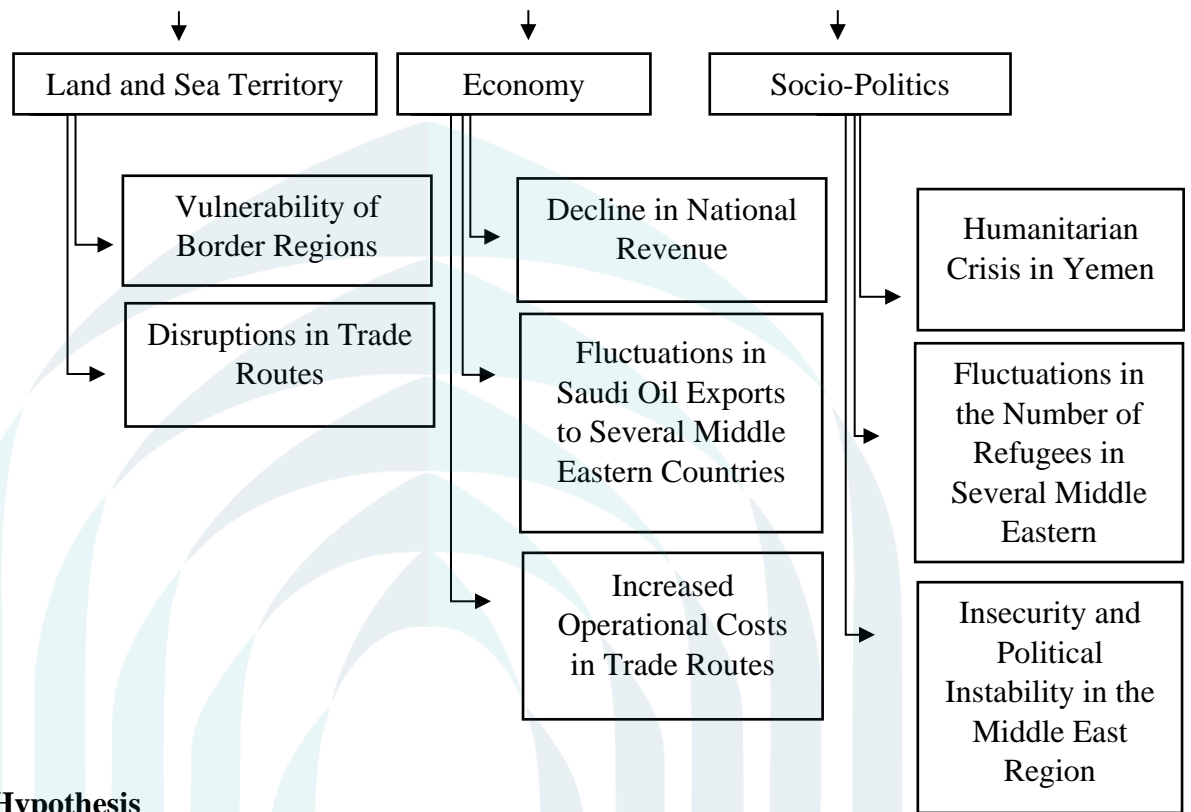 Land and Sea Territory
Vulnerability of
Border Regions
Disruptions in Trade
Routes
Economy
Decline in National
Revenue
Fluctuations in
Saudi Oil Exports
to Several Middle
Eastern Countries
Increased
Operational Costs
in Trade Routes
Socio-Politics
Humanitarian
Crisis in Yemen
Fluctuations in
the Number of
Refugees in
Several Middle
Eastern
Insecurity and
Political
Instability in the
Middle East
Region
Hypothesis